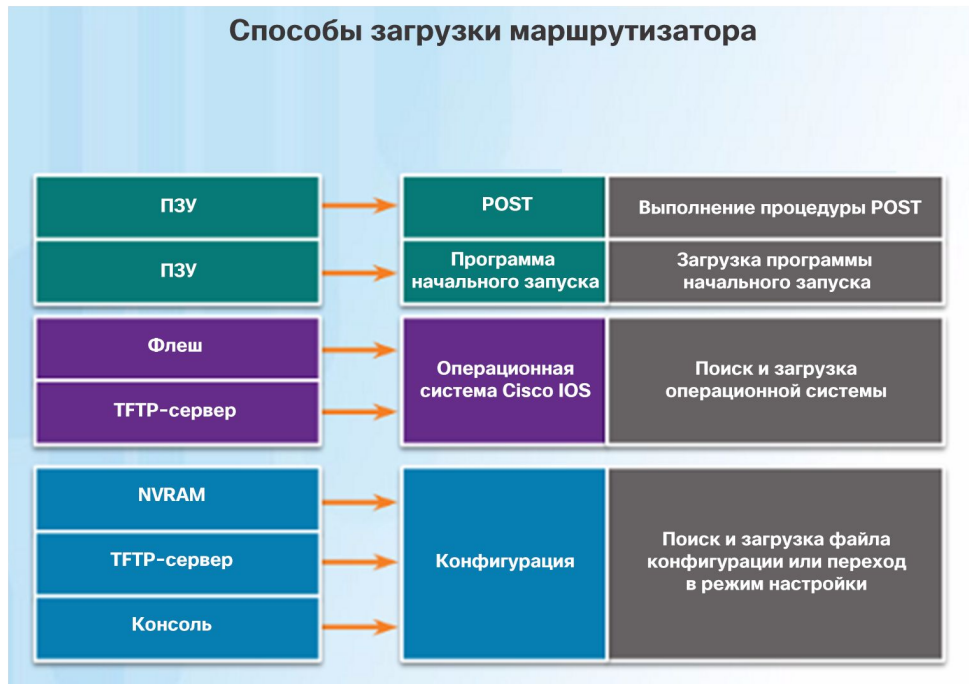 Способы загрузки маршрутизатора
ПЗУ
POST
Выполнение процедуры POST
ПЗУ
Программа
начального запуска
Загрузка программы
начального запуска
Флеш
TFTP-сервер
Операционная
система Cisco IOS
Поиск и загрузка
операционной системы
NVRAM
TFTP-сервер
Консоль
Конфигурация
Поиск и загрузка файла
конфигурации или переход
в режим настройки